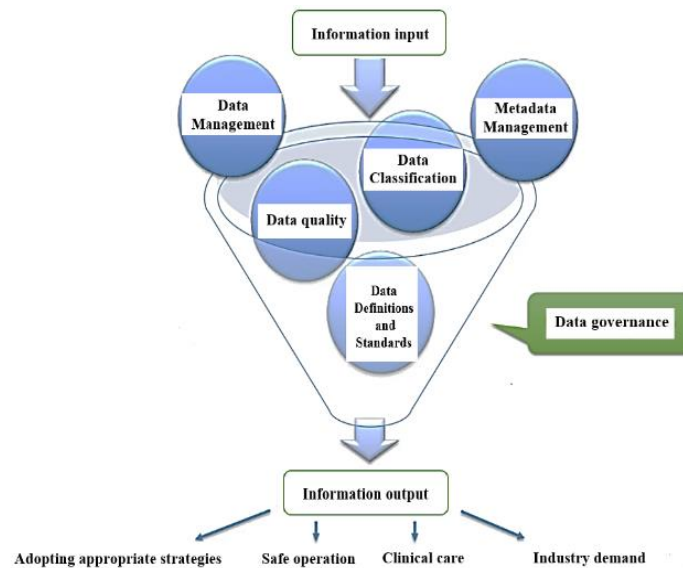 Information input
Data
Management
Metadata
Management
Data
Classification
Data quality
Data
Definitions
and
Standards
Data governance
Information output
Adopting appropriate strategies
Safe operation
Clinical care
Industry demand